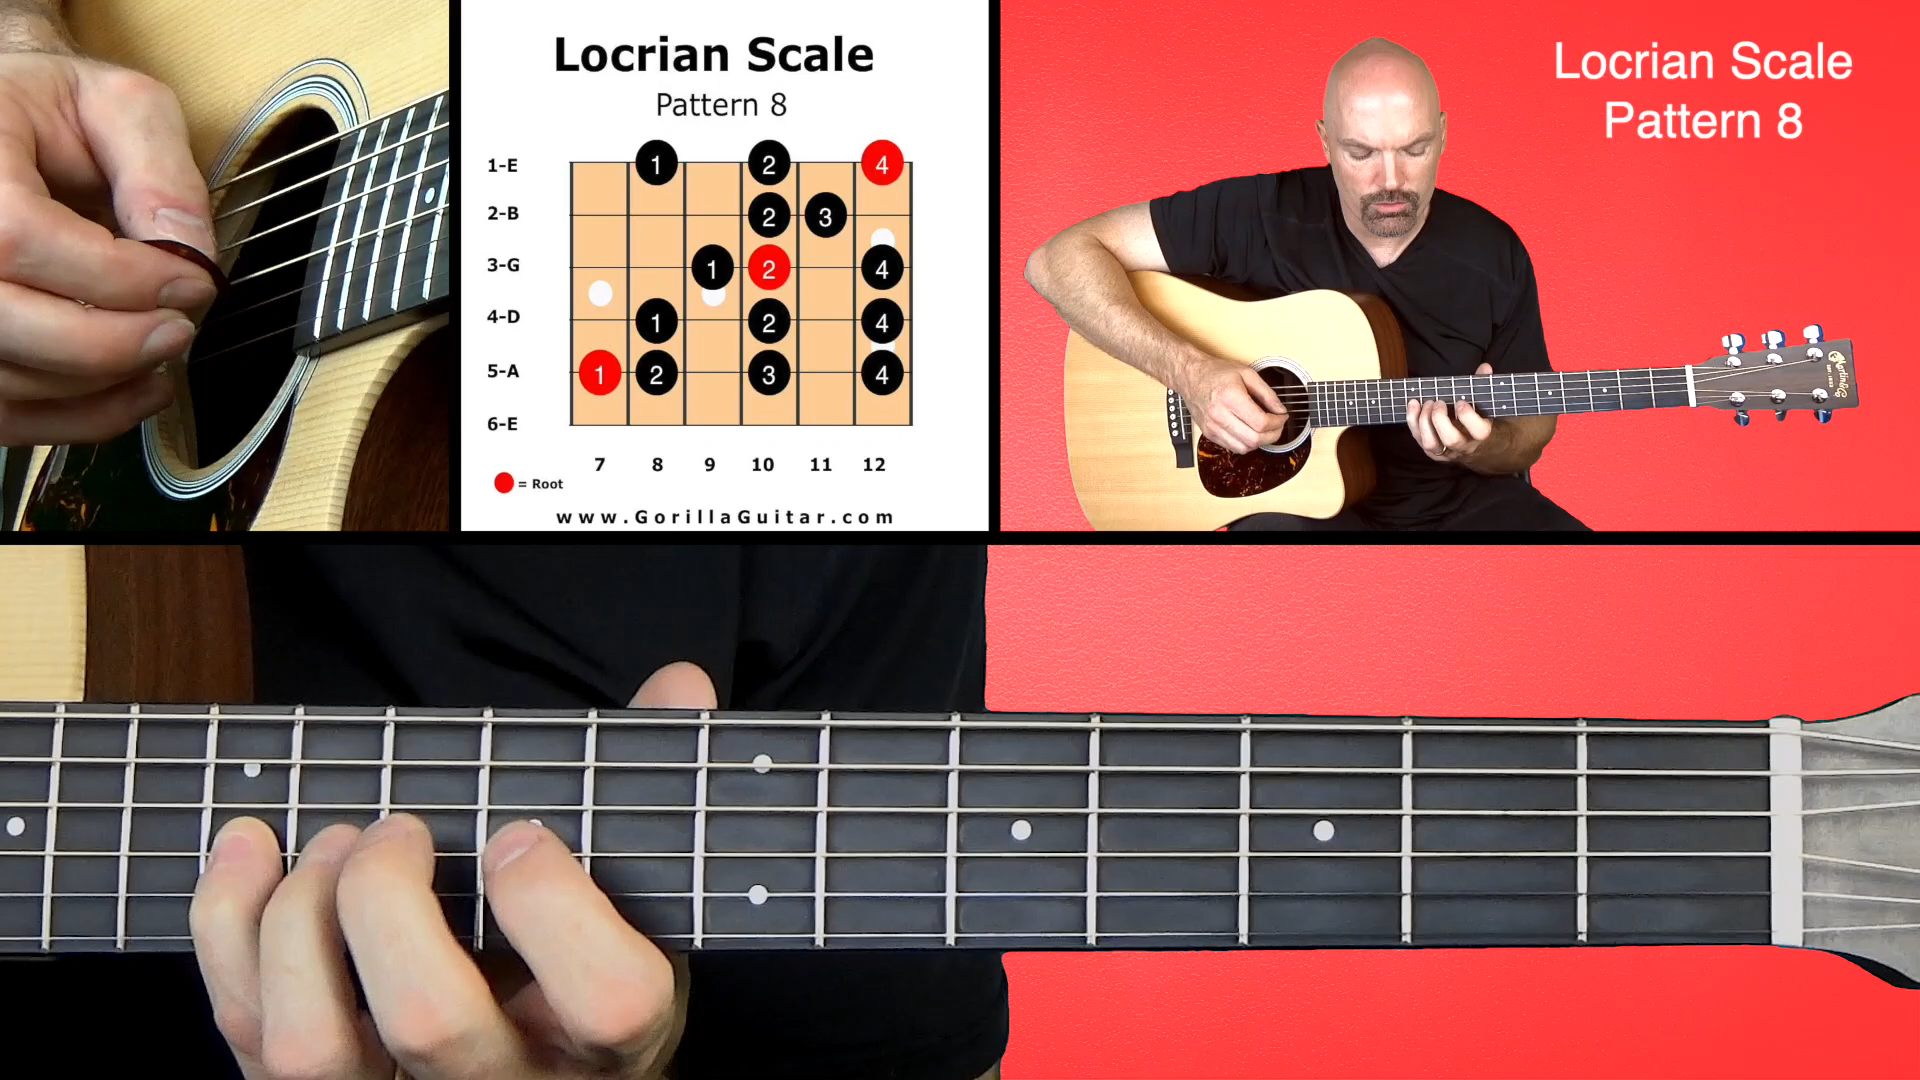 Locrian Scale
Pattern 8
1-E 1 2 4
2-B 2 3
3-G 1 2 4
4-D 1 2 4
5-A 1 2 3 4
6-E
7 8 9 10 11 12
= Root
www.GorillaGuitar.com
Locrian Scale
Pattern 8
Martin & Co